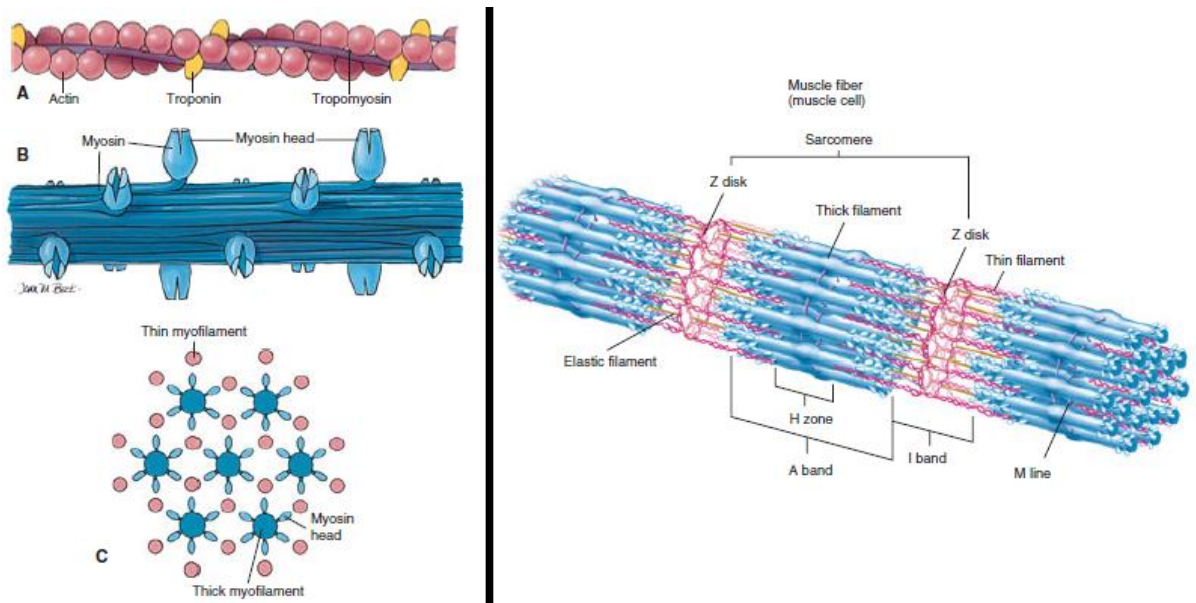 A
Actin
Troponin
Tropomyosin
B
Myosin
Myosin head
Thin myofilament
Myosin
head
C
Thick myofilament
Muscle fiber
(muscle cell)
Sarcomere
Z disk
Thick filament
Z disk
Thin filament
Elastic filament
H zone
A band
I band
M line